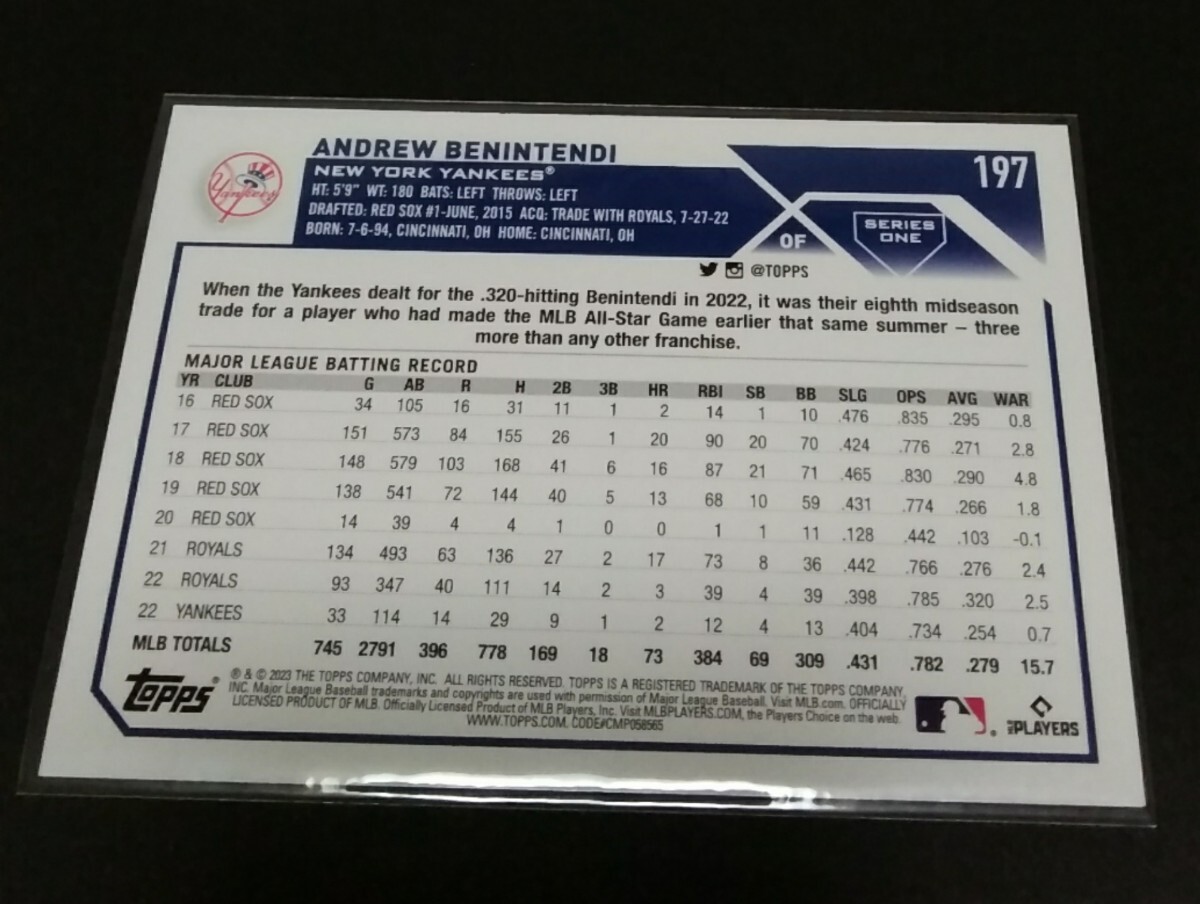 ANDREW BENINTENDI
NEW YORK YANKEES®
HT: 5'9" WT: 180 BATS: LEFT THROWS: LEFT
DRAFTED: RED SOX #1-JUNE, 2015 ACQ: TRADE WITH ROYALS, 7-27-22
BORN: 7-6-94, CINCINNATI, OH HOME: CINCINNATI, OH
Yankees
197
OF
SERIES
ONE
@TOPPS
When the Yankees dealt for the .320-hitting Benintendi in 2022, it was their eighth midseason
trade for a player who had made the MLB All-Star Game earlier that same summer – three
more than any other franchise.
MAJOR LEAGUE BATTING RECORD
YR CLUB G AB R H 2B 3B HR RBI SB BB SLG OPS AVG WAR
16 RED SOX 34 105 16 31 11 1 2 14 1 10 .476 .835 .295 0.8
17 RED SOX 151 573 84 155 26 1 20 90 20 70 .424 .776 .271 2.8
18 RED SOX 148 579 103 168 41 6 16 87 21 71 .465 .830 .290 4.8
19 RED SOX 138 541 72 144 40 5 13 68 10 59 .431 .774 .266 1.8
20 RED SOX 14 39 4 4 1 0 0 1 1 11 .128 .442 .103 -0.1
21 ROYALS 134 493 63 136 27 2 17 73 8 36 .442 .766 .276 2.4
22 ROYALS 93 347 40 111 14 2 3 39 4 39 .398 .785 .320 2.5
22 YANKEES 33 114 14 29 9 1 2 12 4 13 .404 .734 .254 0.7
MLB TOTALS 745 2791 396 778 169 18 73 384 69 309 .431 .782 .279 15.7
topps®
® & © 2023 THE TOPPS COMPANY, INC. ALL RIGHTS RESERVED. TOPPS IS A REGISTERED TRADEMARK OF THE TOPPS COMPANY,
INC. Major League Baseball trademarks and copyrights are used with permission of Major League Baseball. Visit MLB.com. OFFICIALLY
LICENSED PRODUCT OF MLB. Officially Licensed Product of MLB Players, Inc. Visit MLBPLAYERS.COM, the Players Choice on the web.
WWW.TOPPS.COM. CODE#CMP058565
MLB PLAYERS